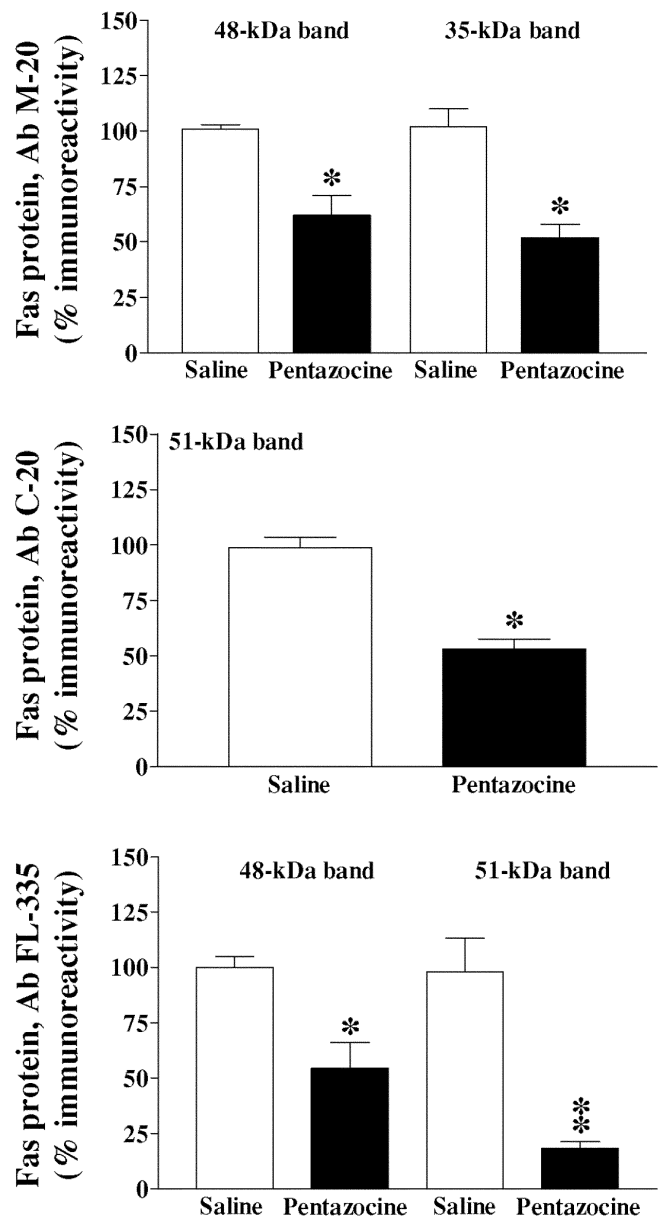 48-kDa band 35-kDa band
Fas protein, Ab M-20
(% immunoreactivity)
150
125
100
75
50
25
0
*
*
Saline Pentazocine Saline Pentazocine
51-kDa band
Fas protein, Ab C-20
(% immunoreactivity)
150
125
100
75
50
25
0
*
Saline Pentazocine
48-kDa band 51-kDa band
Fas protein, Ab FL-335
(% immunoreactivity)
150
125
100
75
50
25
0
*
*
*
Saline Pentazocine Saline Pentazocine